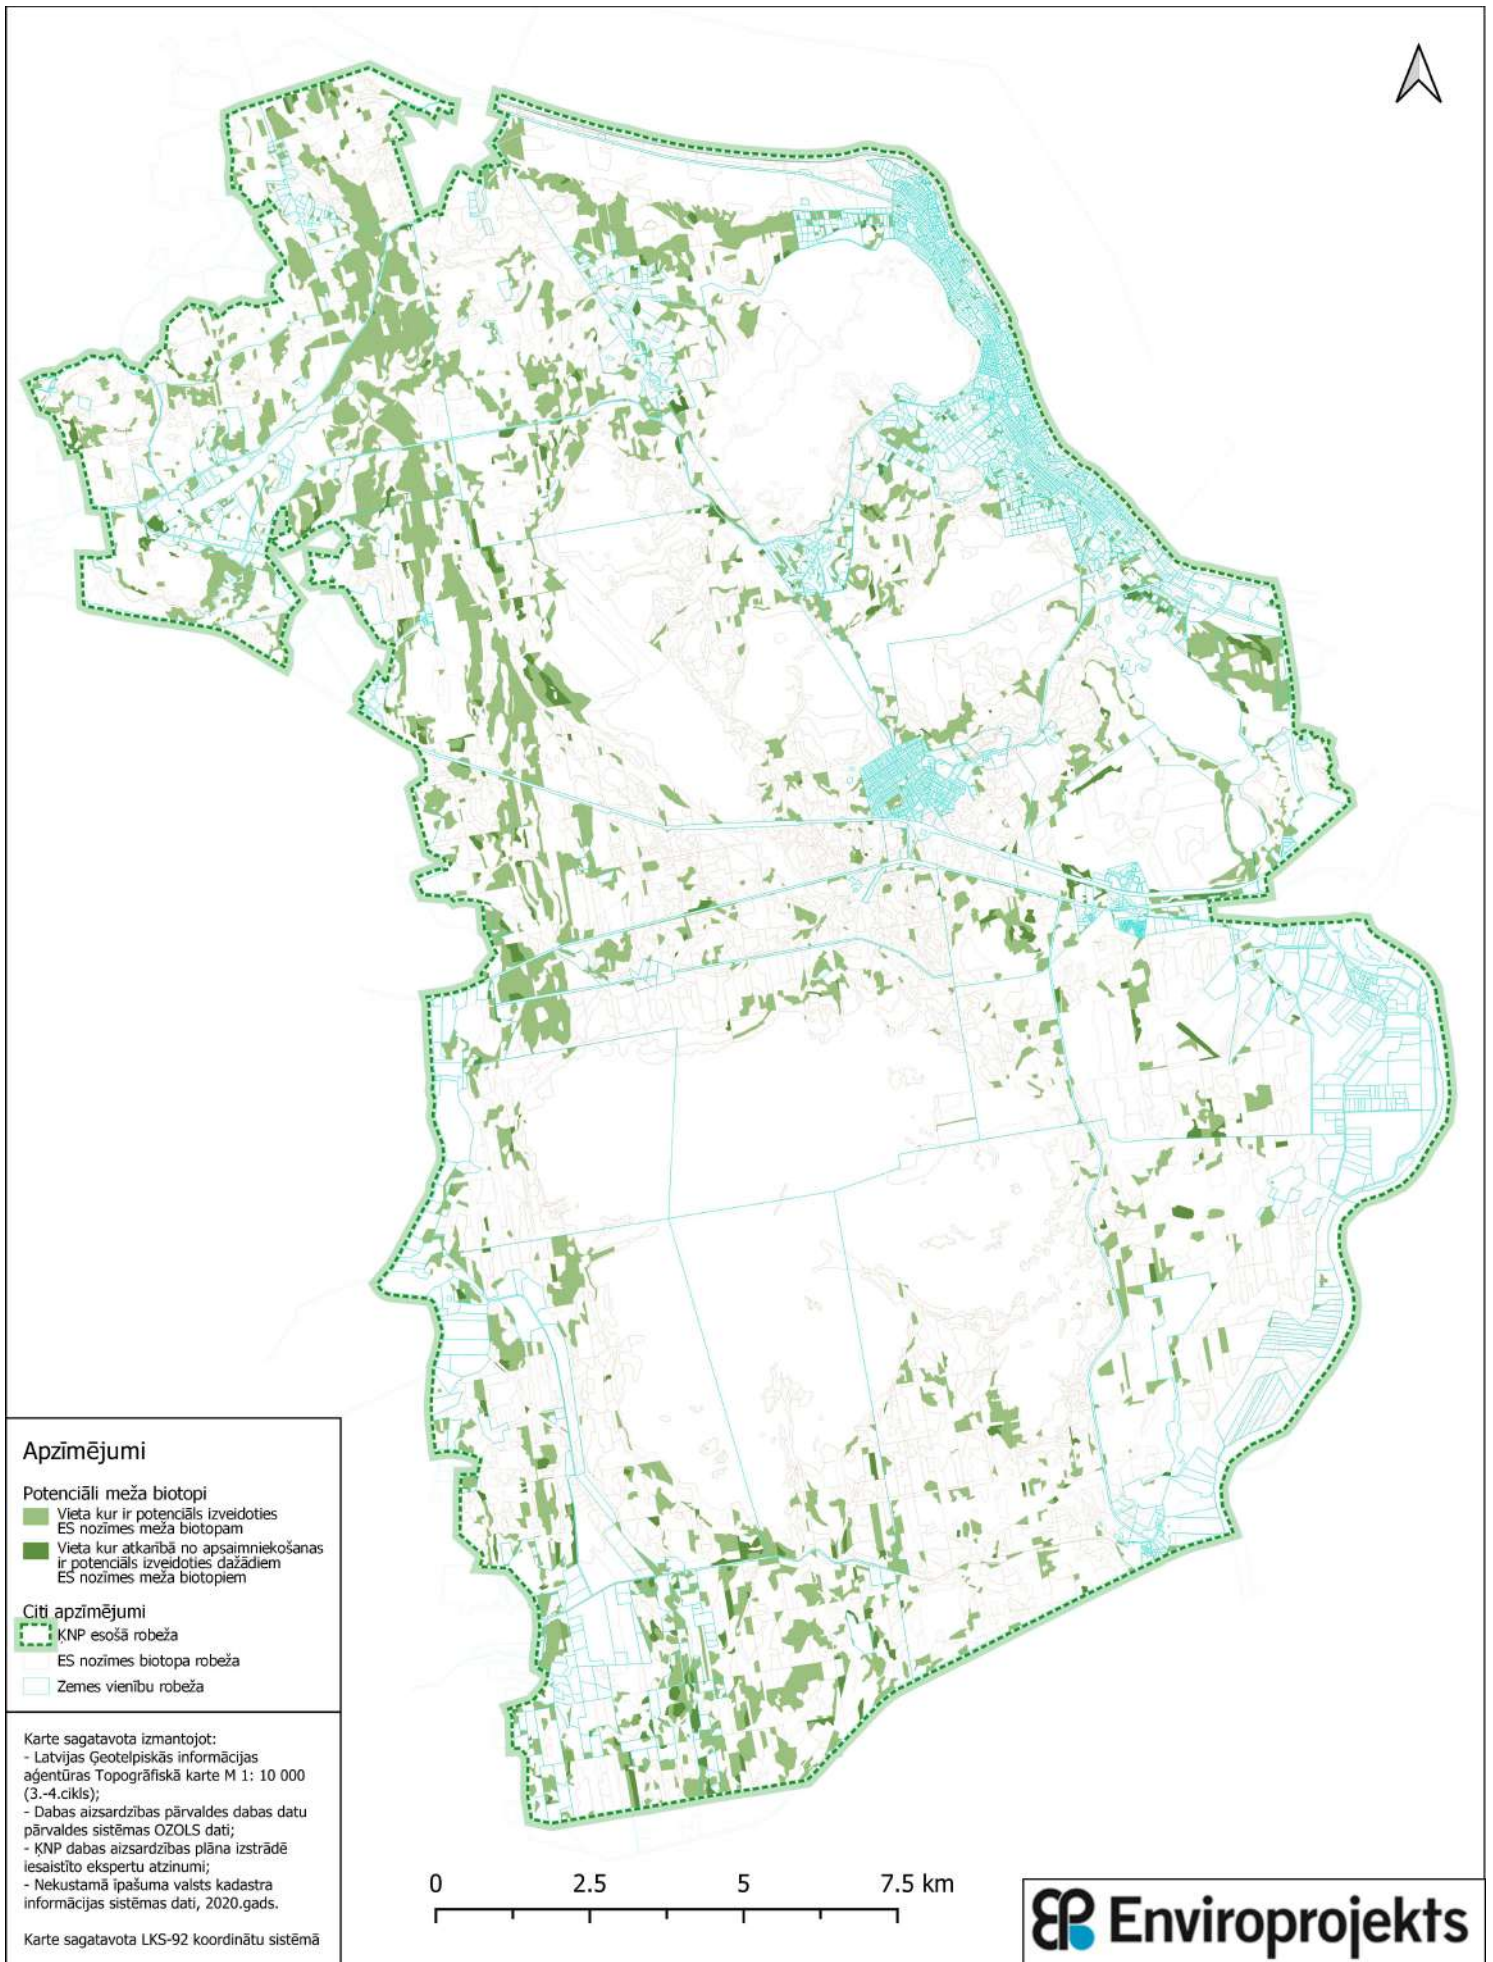 Apzīmējumi
Potenciāli meža biotopi
Vieta kur ir potenciāls izveidoties
ES nozīmes meža biotopam
Vieta kur atkarībā no apsaimniekošanas
ir potenciāls izveidoties dažādiem
ES nozīmes meža biotopiem
Citi apzīmējumi
ĶNP esošā robeža
ES nozīmes biotopa robeža
Zemes vienību robeža
Karte sagatavota izmantojot:
- Latvijas Ģeotelpiskās informācijas
aģentūras Topogrāfiskā karte M 1: 10 000
(3.-4.cikls);
- Dabas aizsardzības pārvaldes dabas datu
pārvaldes sistēmas OZOLS dati;
- ĶNP dabas aizsardzības plāna izstrādē
iesaistīto ekspertu atzinumi;
- Nekustamā īpašuma valsts kadastra
informācijas sistēmas dati, 2020.gads.
Karte sagatavota LKS-92 koordinātu sistēmā
0 2.5 5 7.5 km
Enviroprojekts